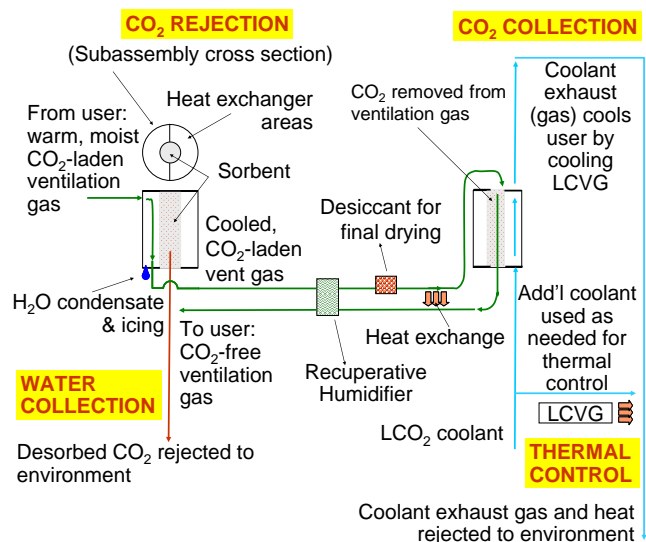 CO₂ REJECTION
(Subassembly cross section)
From user:
warm, moist
CO₂-laden
ventilation
gas
Heat exchanger
areas
Sorbent
Cooled,
CO₂-laden
vent gas
H₂O condensate
& icing
WATER
COLLECTION
To user:
CO₂-free
ventilation
gas
Desorbed CO₂ rejected to
environment
Desiccant for
final drying
Recuperative
Humidifier
Heat exchange
CO₂ COLLECTION
CO₂ removed from
ventilation gas
Coolant
exhaust
(gas) cools
user by
cooling
LCVG
Add'l coolant
used as
needed for
thermal
control
LCVG
LCO₂ coolant
THERMAL
CONTROL
Coolant exhaust gas and heat
rejected to environment